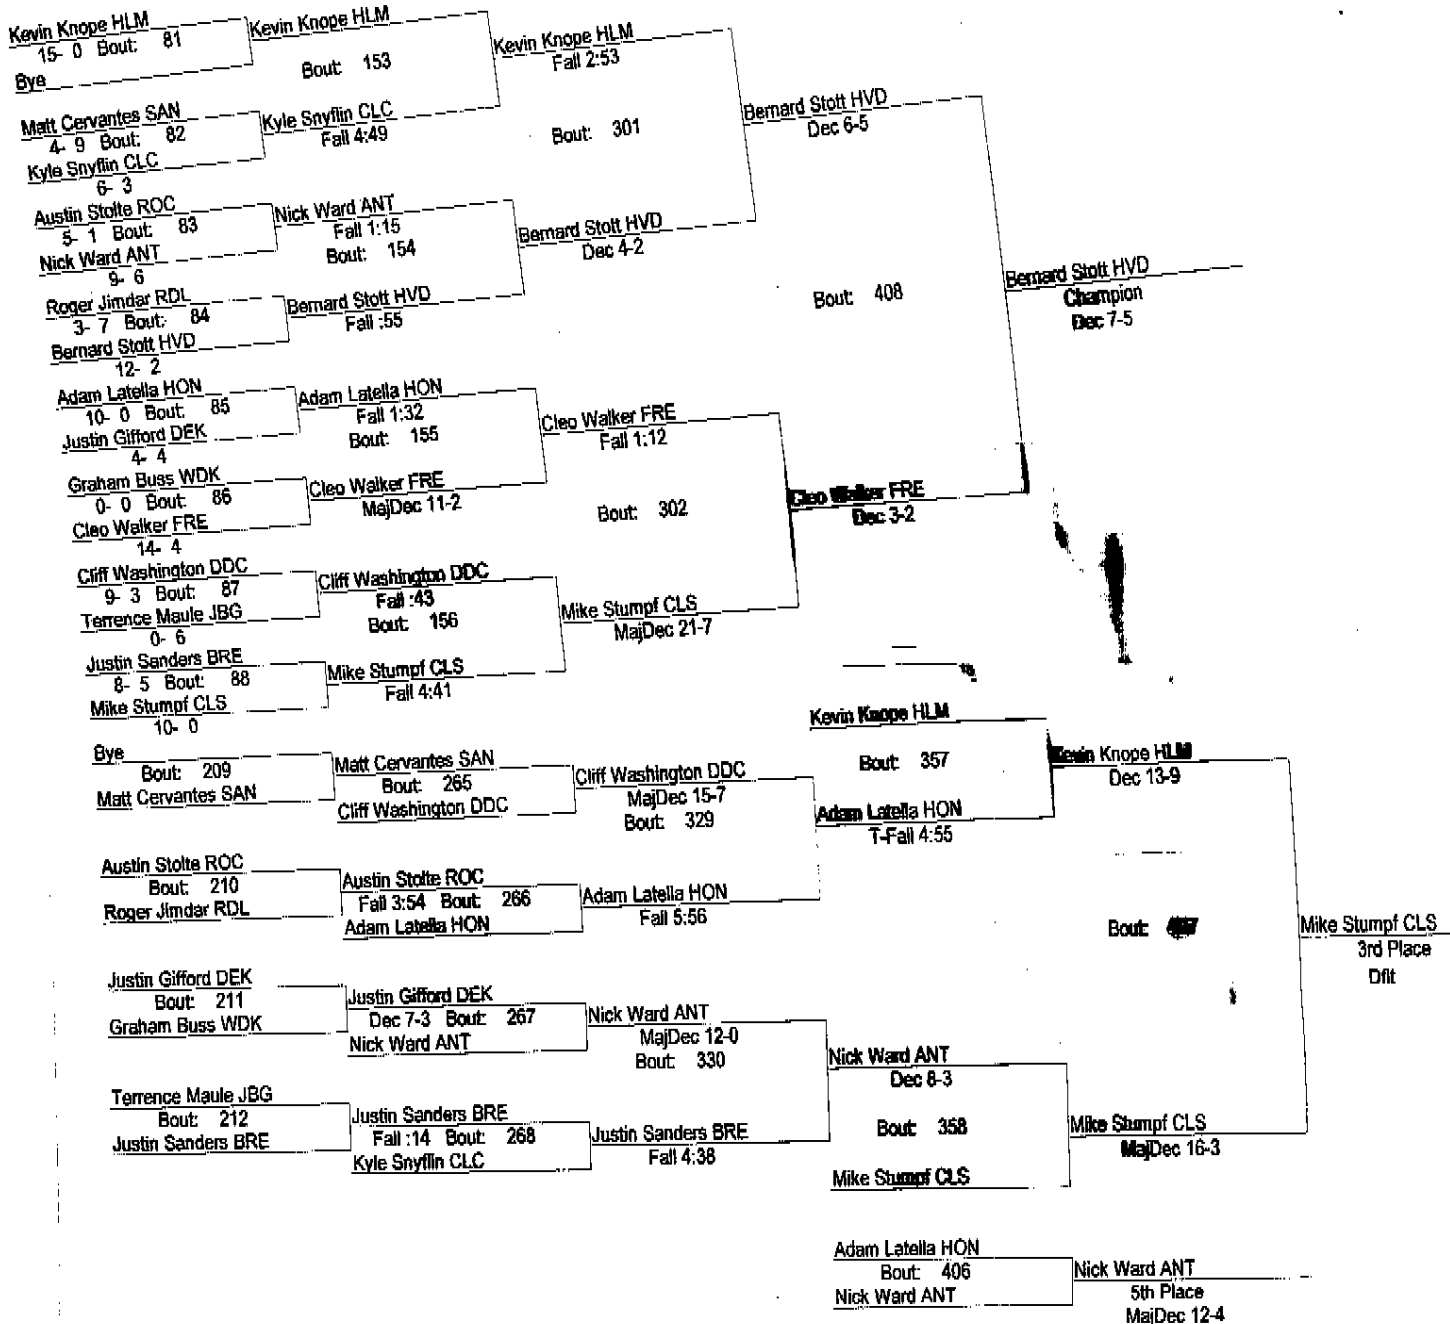 Kevin Knope HLM
15- 0 Bout: 81
Bye
Kevin Knope HLM
Bout: 153
Kevin Knope HLM
Fall 2:53
Matt Cervantes SAN
4- 9 Bout: 82
Kyle Snyflin CLC
6- 3
Kyle Snyflin CLC
Fall 4:49
Bout: 301
Bernard Stott HVD
Dec 6-5
Austin Stolte ROC
5- 1 Bout: 83
Nick Ward ANT
9- 6
Nick Ward ANT
Fall 1:15
Bout: 154
Bernard Stott HVD
Dec 4-2
Roger Jimdar RDL
3- 7 Bout: 84
Bernard Stott HVD
12- 2
Bernard Stott HVD
Fall :55
Bout: 408
Bernard Stott HVD
Champion
Dec 7-5
Adam Latella HON
10- 0 Bout: 85
Justin Gifford DEK
4- 4
Adam Latella HON
Fall 1:32
Bout: 155
Cleo Walker FRE
Fall 1:12
Graham Buss WDK
0- 0 Bout: 86
Cleo Walker FRE
14- 4
Cleo Walker FRE
MajDec 11-2
Bout: 302
Cleo Walker FRE
Dec 3-2
Cliff Washington DDC
9- 3 Bout: 87
Terrence Maule JBG
0- 6
Cliff Washington DDC
Fall :43
Bout: 156
Mike Stumpf CLS
MajDec 21-7
Justin Sanders BRE
8- 5 Bout: 88
Mike Stumpf CLS
10- 0
Mike Stumpf CLS
Fall 4:41
Bye
Bout: 209
Matt Cervantes SAN
Matt Cervantes SAN
Bout: 265
Cliff Washington DDC
Cliff Washington DDC
MajDec 15-7
Bout: 329
Kevin Knope HLM
Bout: 357
Adam Latella HON
T-Fall 4:55
Kevin Knope HLM
Dec 13-9
Austin Stolte ROC
Bout: 210
Roger Jimdar RDL
Austin Stolte ROC
Fall 3:54 Bout: 266
Adam Latella HON
Adam Latella HON
Fall 5:56
Bout:
Mike Stumpf CLS
3rd Place
Dflt
Justin Gifford DEK
Bout: 211
Graham Buss WDK
Justin Gifford DEK
Dec 7-3 Bout: 267
Nick Ward ANT
Nick Ward ANT
MajDec 12-0
Bout: 330
Nick Ward ANT
Dec 8-3
Bout: 358
Mike Stumpf CLS
Mike Stumpf CLS
MajDec 16-3
Terrence Maule JBG
Bout: 212
Justin Sanders BRE
Justin Sanders BRE
Fall :14 Bout: 268
Kyle Snyflin CLC
Justin Sanders BRE
Fall 4:38
Adam Latella HON
Bout: 406
Nick Ward ANT
Nick Ward ANT
5th Place
MajDec 12-4